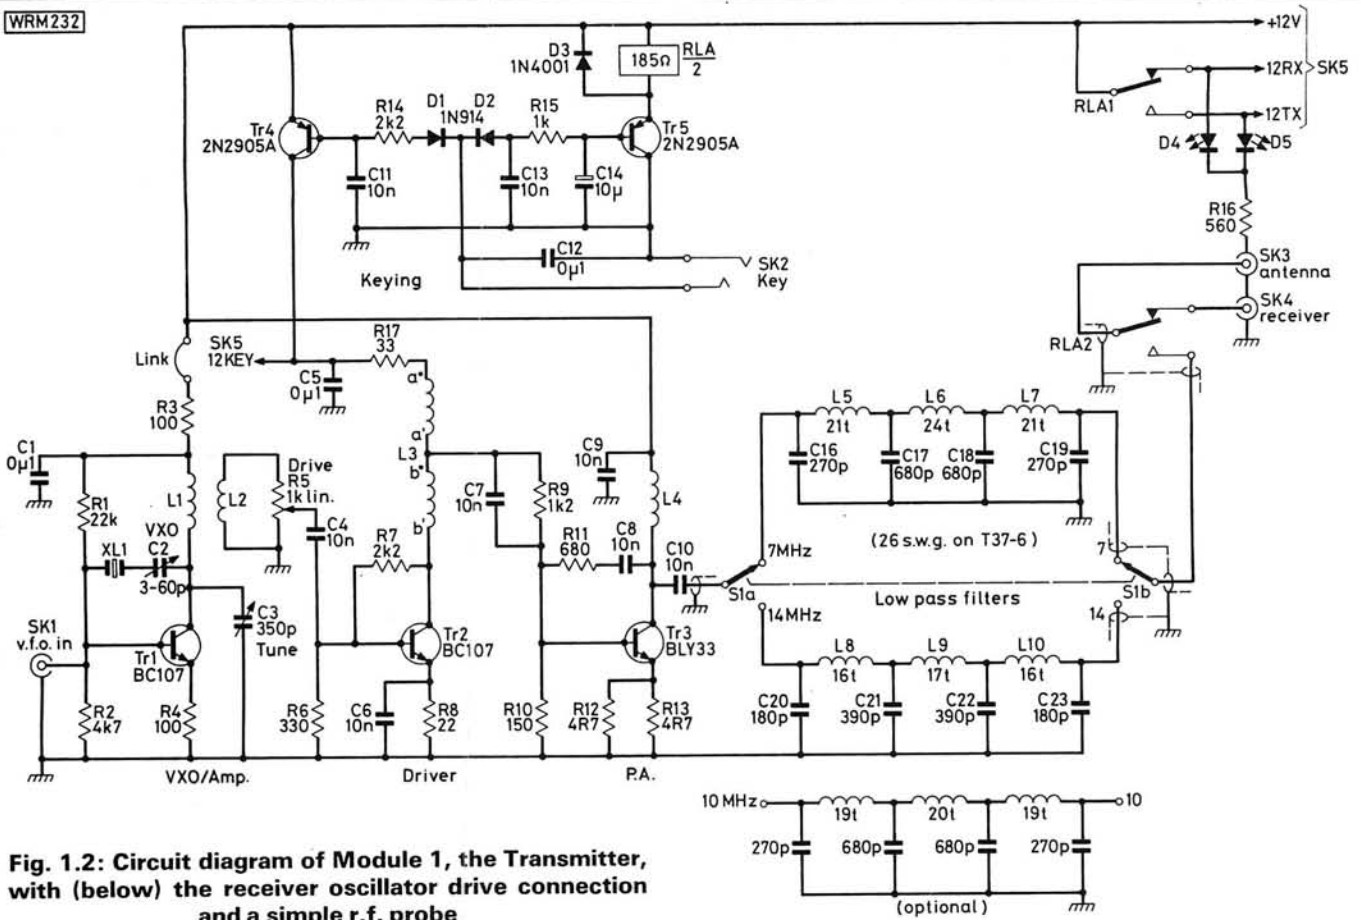 WRM232
+12V
12RX
SK5
12TX
D3
1N4001
185Ω
RLA
2
RLA1
D4
D5
R16
560
Tr4
2N2905A
R14
2k2
D1
1N914
D2
R15
1k
Tr5
2N2905A
C11
10n
C13
10n
C14
10µ
C12
0µ1
Keying
SK2
Key
SK3
antenna
SK4
receiver
RLA2
Link
SK5
12KEY
R17
33
C5
0µ1
a•
a'
L3
b•
b'
R3
100
C1
0µ1
R1
22k
L1
L2
Drive
R5
1k lin.
C4
10n
R7
2k2
C7
10n
R9
1k2
C9
10n
L4
R11
680
C8
10n
C10
10n
VXO
XL1
C2
3-60p
C3
350p
Tune
SK1
v.f.o. in
Tr1
BC107
Tr2
BC107
Tr3
BLY33
R2
4k7
R4
100
R6
330
C6
10n
R8
22
R10
150
R12
4R7
R13
4R7
VXO/Amp.
Driver
P.A.
L5
21t
L6
24t
L7
21t
C16
270p
C17
680p
C18
680p
C19
270p
(26 s.w.g. on T37-6)
7MHz
7
S1a
S1b
Low pass filters
14MHz
14
L8
16t
L9
17t
L10
16t
C20
180p
C21
390p
C22
390p
C23
180p
10 MHz
19t
20t
19t
10
270p
680p
680p
270p
(optional)
Fig. 1.2: Circuit diagram of Module 1, the Transmitter,
with (below) the receiver oscillator drive connection
and a simple r.f. probe